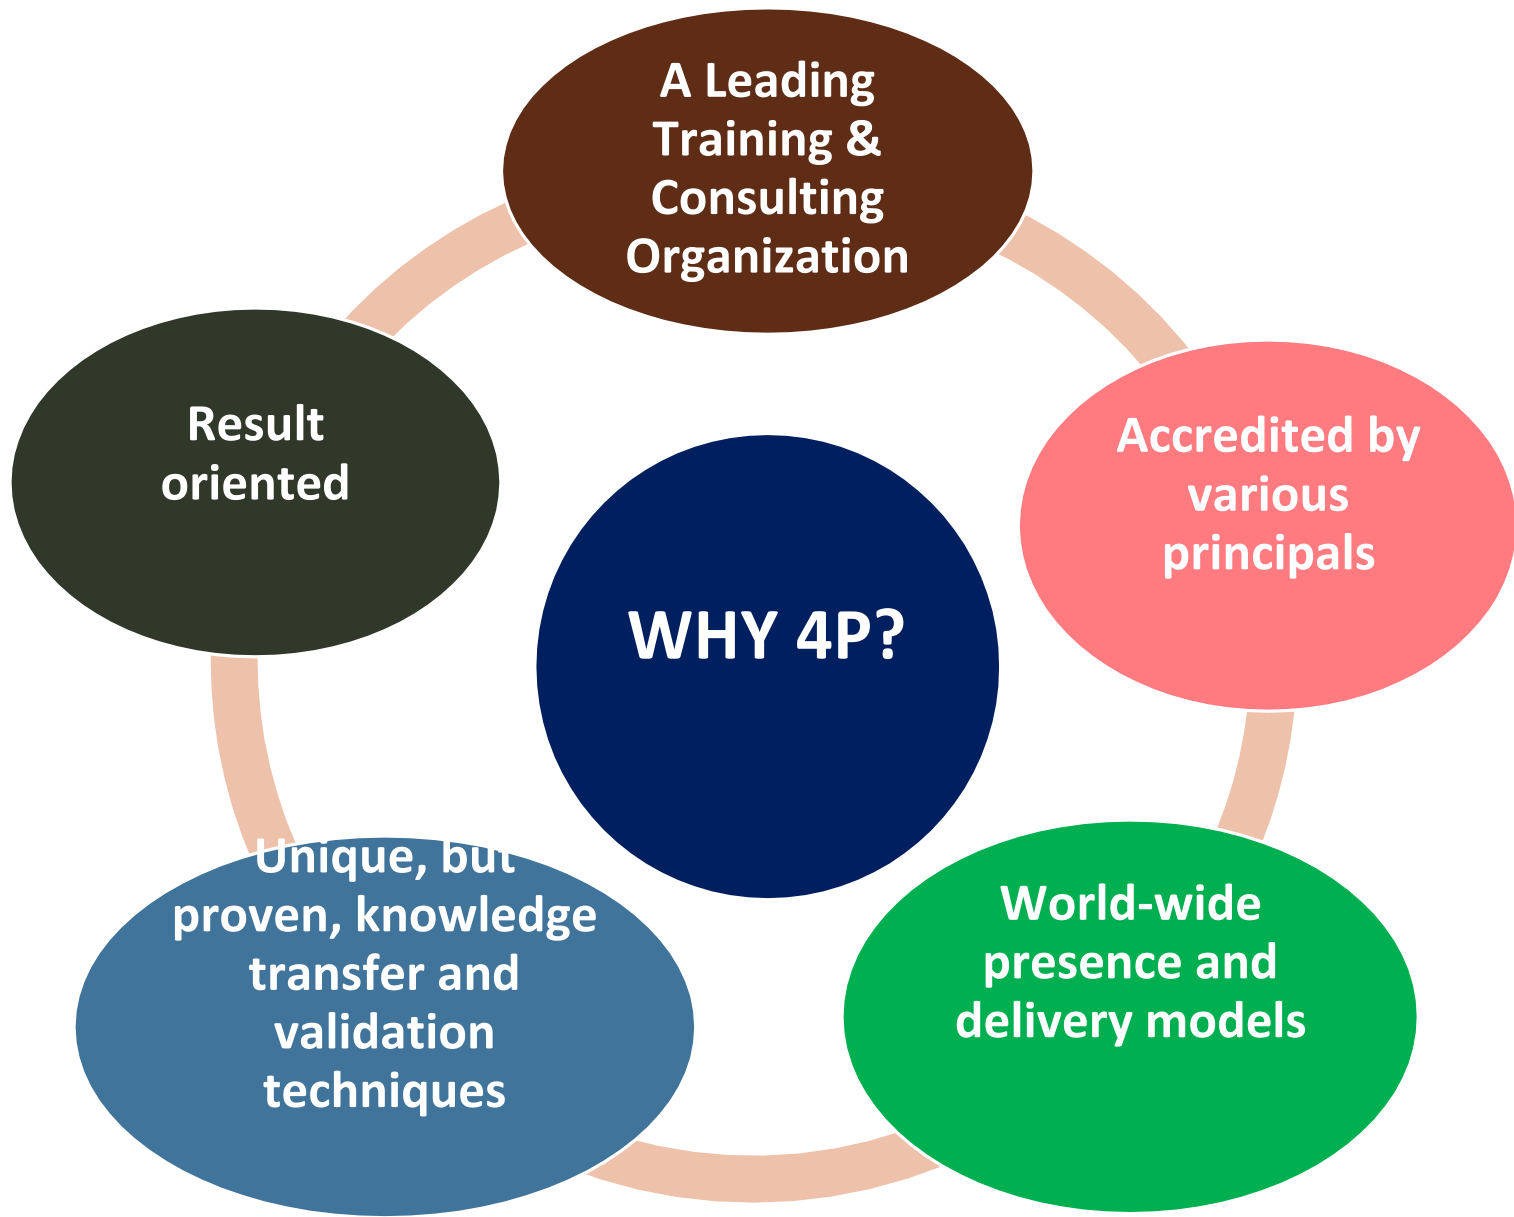 A Leading
Training &
Consulting
Organization
Accredited by
various
principals
World-wide
presence and
delivery models
Unique, but
proven, knowledge
transfer and
validation
techniques
Result
oriented
WHY 4P?